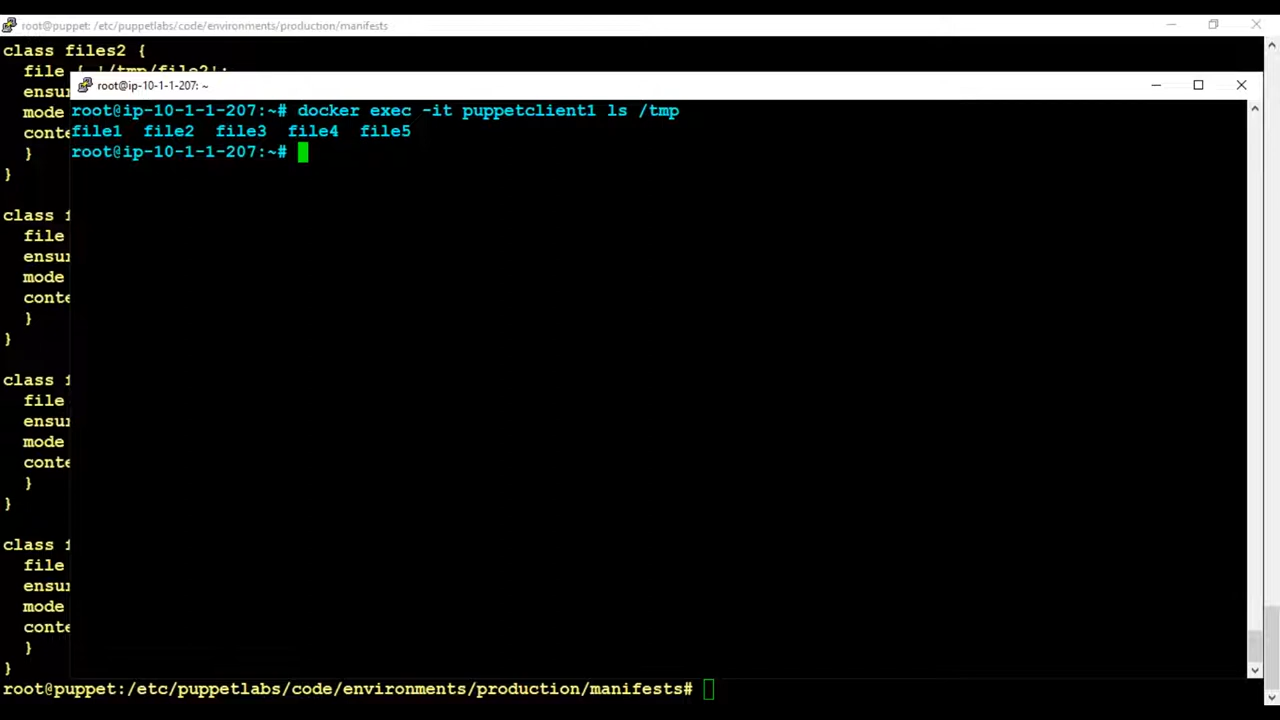 root@puppet: /etc/puppetlabs/code/environments/production/manifests
class files2 {
file { '/tmp/file2':
root@ip-10-1-1-207: ~
ensu
mode
conte
}
}
root@ip-10-1-1-207:~# docker exec -it puppetclient1 ls /tmp
file1 file2 file3 file4 file5
root@ip-10-1-1-207:~#
class f
file
ensu
mode
conte
}
}
class f
file
ensu
mode
conte
}
}
class f
file
ensu
mode
conte
}
}
root@puppet:/etc/puppetlabs/code/environments/production/manifests#